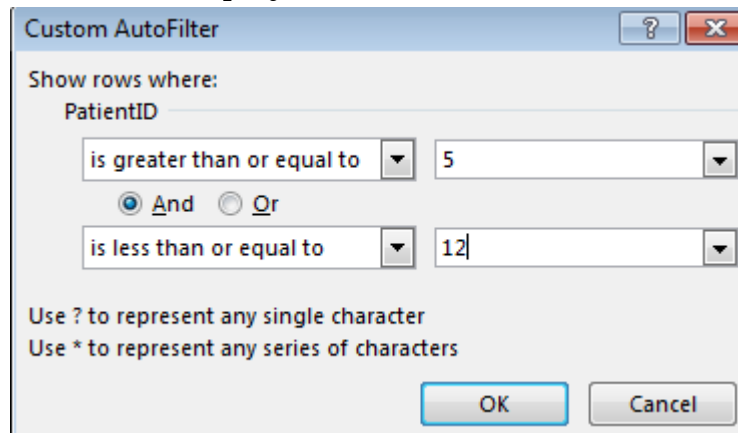 Custom AutoFilter
Show rows where:
PatientID
is greater than or equal to 5
And Or
is less than or equal to 12
Use ? to represent any single character
Use * to represent any series of characters
OK Cancel